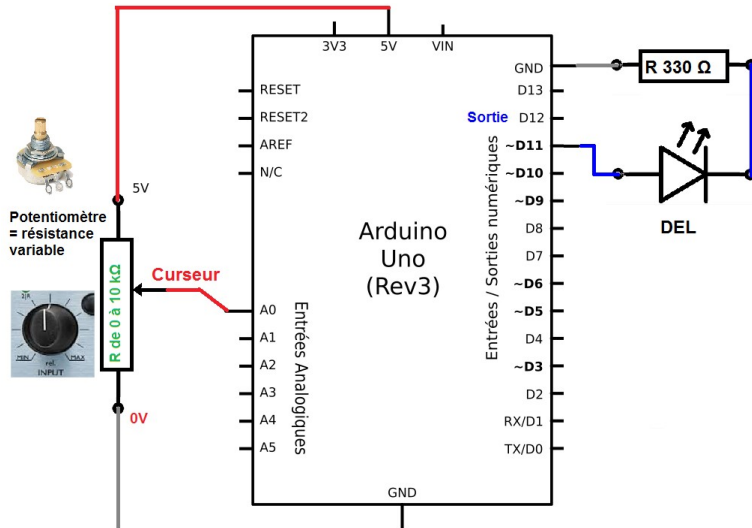 3V3
5V
VIN
RESET
RESET2
AREF
N/C
5V
Potentiomètre
= résistance
variable
R de 0 à 10 kΩ
Curseur
MIN
MAX
rel.
INPUT
0V
A0
A1
A2
A3
A4
A5
Entrées Analogiques
Arduino
Uno
(Rev3)
Entrées / Sorties numériques
Sortie
GND
D13
D12
~D11
~D10
~D9
D8
D7
~D6
~D5
D4
~D3
D2
RX/D1
TX/D0
GND
R 330 Ω
DEL